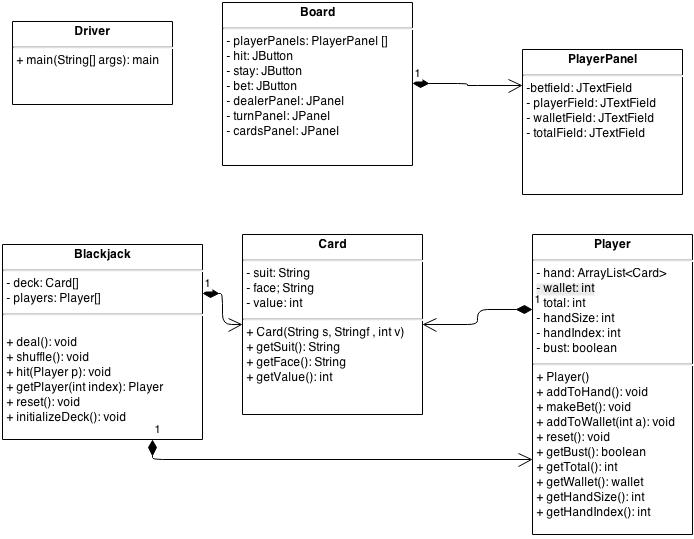 Driver
+ main(String[] args): main
Board
- playerPanels: PlayerPanel []
- hit: JButton
- stay: JButton
- bet: JButton
- dealerPanel: JPanel
- turnPanel: JPanel
- cardsPanel: JPanel
1
PlayerPanel
-betfield: JTextField
- playerField: JTextField
- walletField: JTextField
- totalField: JTextField
Blackjack
- deck: Card[]
- players: Player[]
+ deal(): void
+ shuffle(): void
+ hit(Player p): void
+ getPlayer(int index): Player
+ reset(): void
+ initializeDeck(): void
1
1
Card
- suit: String
- face; String
- value: int
+ Card(String s, Stringf , int v)
+ getSuit(): String
+ getFace(): String
+ getValue(): int
Player
- hand: ArrayList<Card>
- wallet: int
1
total: int
- handSize: int
- handIndex: int
- bust: boolean
+ Player()
+ addToHand(): void
+ makeBet(): void
+ addToWallet(int a): void
+ reset(): void
+ getBust(): boolean
+ getTotal(): int
+ getWallet(): wallet
+ getHandSize(): int
+ getHandIndex(): int